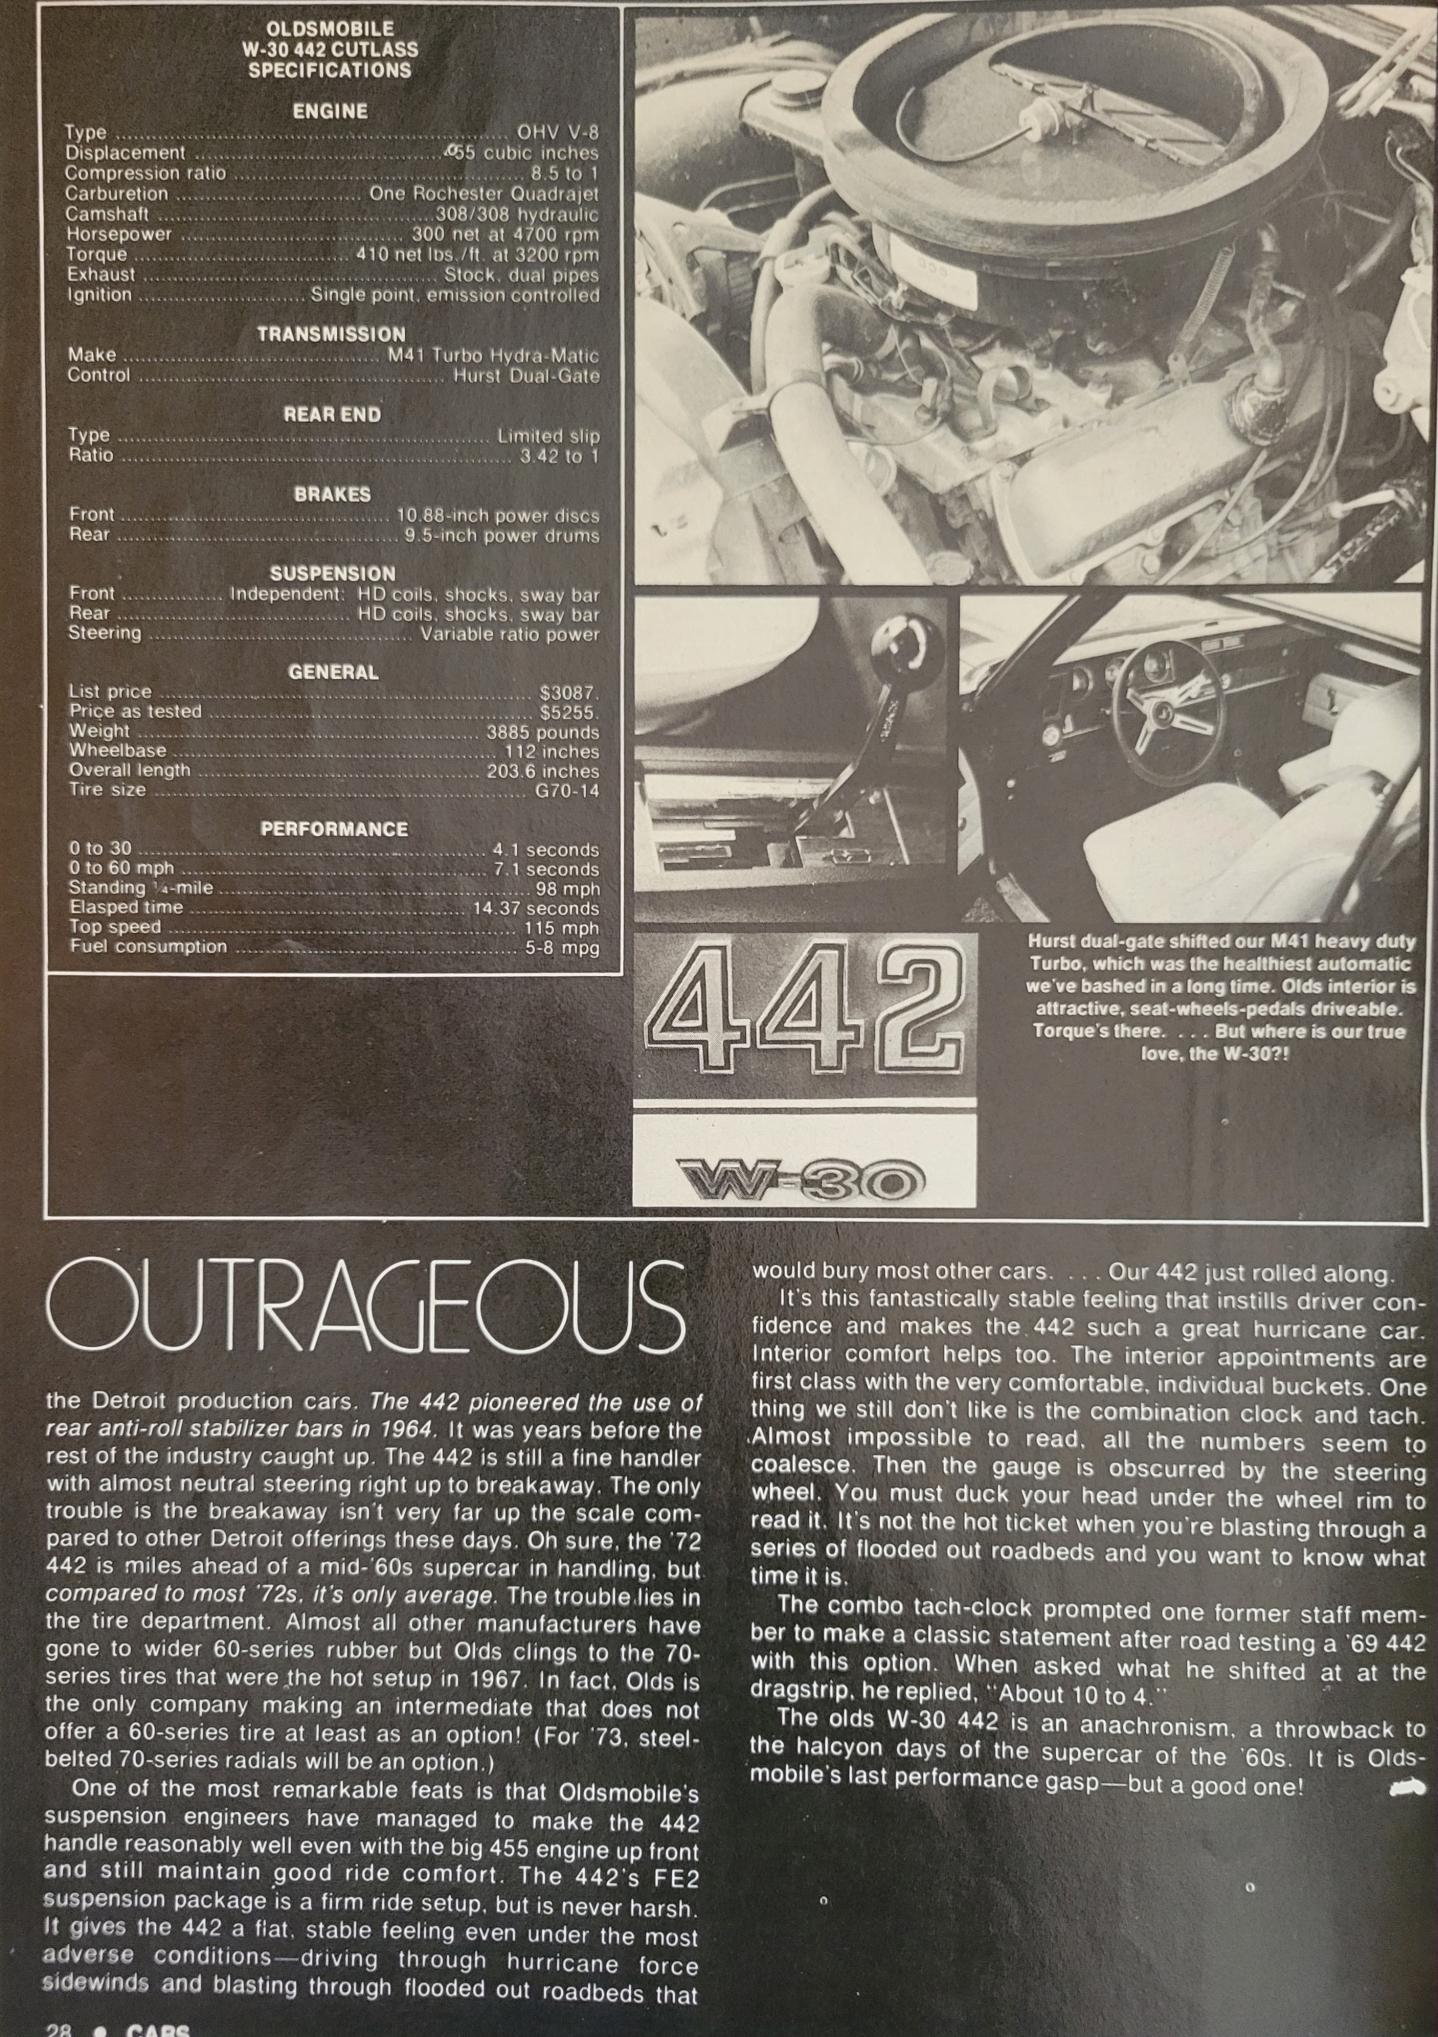 OLDSMOBILE
W-30 442 CUTLASS
SPECIFICATIONS
ENGINE
Type ........ OHV V-8
Displacement ........ 455 cubic inches
Compression ratio ........ 8.5 to 1
Carburetion ........ One Rochester Quadrajet
Camshaft ........ 308/308 hydraulic
Horsepower ........ 300 net at 4700 rpm
Torque ........ 410 net lbs./ft. at 3200 rpm
Exhaust ........ Stock, dual pipes
Ignition ........ Single point, emission controlled
TRANSMISSION
Make ........ M41 Turbo Hydra-Matic
Control ........ Hurst Dual-Gate
REAR END
Type ........ Limited slip
Ratio ........ 3.42 to 1
BRAKES
Front ........ 10.88-inch power discs
Rear ........ 9.5-inch power drums
SUSPENSION
Front ........ Independent: HD coils, shocks, sway bar
Rear ........ HD coils, shocks, sway bar
Steering ........ Variable ratio power
GENERAL
List price ........ $3087.
Price as tested ........ $5255.
Weight ........ 3885 pounds
Wheelbase ........ 112 inches
Overall length ........ 203.6 inches
Tire size ........ G70-14
PERFORMANCE
0 to 30 ........ 4.1 seconds
0 to 60 mph ........ 7.1 seconds
Standing ¼-mile ........ 98 mph
Elasped time ........ 14.37 seconds
Top speed ........ 115 mph
Fuel consumption ........ 5-8 mpg
442
W-30
Hurst dual-gate shifted our M41 heavy duty
Turbo, which was the healthiest automatic
we've bashed in a long time. Olds interior is
attractive, seat-wheels-pedals driveable.
Torque's there. . . . But where is our true
love, the W-30?!
OUTRAGEOUS
the Detroit production cars. The 442 pioneered the use of
rear anti-roll stabilizer bars in 1964. It was years before the
rest of the industry caught up. The 442 is still a fine handler
with almost neutral steering right up to breakaway. The only
trouble is the breakaway isn't very far up the scale com-
pared to other Detroit offerings these days. Oh sure, the '72
442 is miles ahead of a mid-'60s supercar in handling, but
compared to most '72s, it's only average. The trouble lies in
the tire department. Almost all other manufacturers have
gone to wider 60-series rubber but Olds clings to the 70-
series tires that were the hot setup in 1967. In fact, Olds is
the only company making an intermediate that does not
offer a 60-series tire at least as an option! (For '73, steel-
belted 70-series radials will be an option.)
One of the most remarkable feats is that Oldsmobile's
suspension engineers have managed to make the 442
handle reasonably well even with the big 455 engine up front
and still maintain good ride comfort. The 442's FE2
suspension package is a firm ride setup, but is never harsh.
It gives the 442 a flat, stable feeling even under the most
adverse conditions—driving through hurricane force
sidewinds and blasting through flooded out roadbeds that
would bury most other cars. . . . Our 442 just rolled along.
It's this fantastically stable feeling that instills driver con-
fidence and makes the 442 such a great hurricane car.
Interior comfort helps too. The interior appointments are
first class with the very comfortable, individual buckets. One
thing we still don't like is the combination clock and tach.
Almost impossible to read, all the numbers seem to
coalesce. Then the gauge is obscurred by the steering
wheel. You must duck your head under the wheel rim to
read it. It's not the hot ticket when you're blasting through a
series of flooded out roadbeds and you want to know what
time it is.
The combo tach-clock prompted one former staff mem-
ber to make a classic statement after road testing a '69 442
with this option. When asked what he shifted at at the
dragstrip, he replied, "About 10 to 4."
The olds W-30 442 is an anachronism, a throwback to
the halcyon days of the supercar of the '60s. It is Olds-
mobile's last performance gasp—but a good one!
28 • CARS